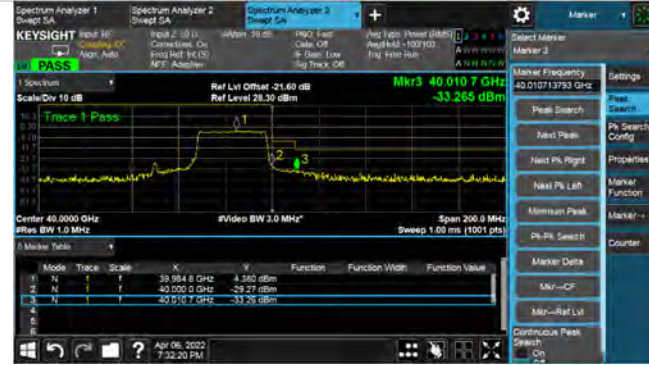 Spectrum Analyzer 1
Swept SA
Spectrum Analyzer 2
Swept SA
Spectrum Analyzer 3
Swept SA
+
Marker
KEYSIGHT
Input: RF
Coupling: DC
Align: Auto
Input Z: 50 Ω
Corrections: On
Freq Ref: Int (S)
NFE: Adaptive
#Atten: 10 dB
PNO: Fast
Gate: Off
IF Gain: Low
Sig Track: Off
Avg Type: Power (RMS)
Avg|Hold: >100/100
Trig: Free Run
PASS
Select Marker
Marker 3
1 Spectrum
Scale/Div 10 dB
Ref Lvl Offset -21.60 dB
Ref Level 28.30 dBm
Mkr3 40.010 7 GHz
-33.265 dBm
Trace 1 Pass
1
2
3
Center 40.0000 GHz
#Res BW 1.0 MHz
#Video BW 3.0 MHz*
Span 200.0 MHz
Sweep 1.00 ms (1001 pts)
Marker Table
Mode Trace Scale X Y Function Function Width Function Value
1 N 1 f 39.984 8 GHz 4.380 dBm
2 N 1 f 40.000 0 GHz -29.27 dBm
3 N 1 f 40.010 7 GHz -33.26 dBm
4
5
6
Apr 06, 2022
7:32:20 PM
Marker Frequency
40.010713793 GHz
Peak Search
Next Peak
Next Pk Right
Next Pk Left
Minimum Peak
Pk-Pk Search
Marker Delta
Mkr→CF
Mkr→Ref Lvl
Continuous Peak
Search
On
Off
Settings
Peak
Search
Pk Search
Config
Properties
Marker
Function
Marker→
Counter